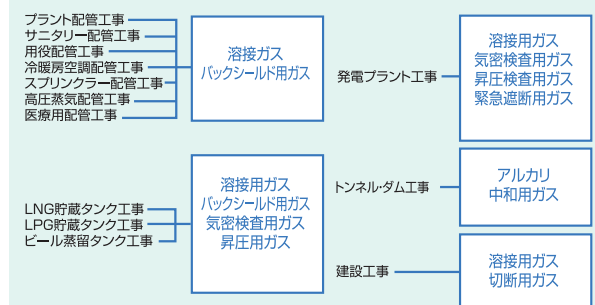 プラント配管工事
サニタリー配管工事
用役配管工事
冷暖房空調配管工事
スプリンクラー配管工事
高圧蒸気配管工事
医療用配管工事
溶接ガス
バックシールド用ガス
LNG貯蔵タンク工事
LPG貯蔵タンク工事
ビール蒸留タンク工事
溶接用ガス
バックシールド用ガス
気密検査用ガス
昇圧用ガス
発電プラント工事
溶接用ガス
気密検査用ガス
昇圧検査用ガス
緊急遮断用ガス
トンネル・ダム工事
アルカリ
中和用ガス
建設工事
溶接用ガス
切断用ガス